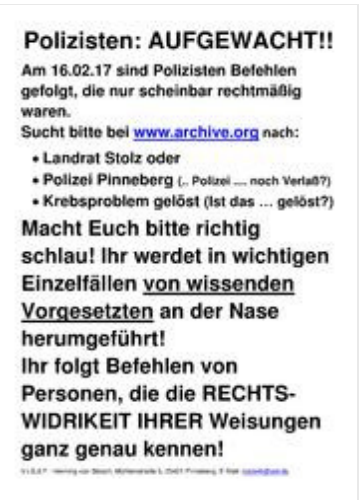 Polizisten: AUFGEWACHT!!
Am 16.02.17 sind Polizisten Befehlen
gefolgt, die nur scheinbar rechtmäßig
waren.
Sucht bitte bei www.archive.org nach:
• Landrat Stolz oder
• Polizei Pinneberg (.. Polizei .... noch Verlaß?)
• Krebsproblem gelöst (Ist das ... gelöst?)
Macht Euch bitte richtig
schlau! Ihr werdet in wichtigen
Einzelfällen von wissenden
Vorgesetzten an der Nase
herumgeführt!
Ihr folgt Befehlen von
Personen, die die RECHTS-
WIDRIKEIT IHRER Weisungen
ganz genau kennen!